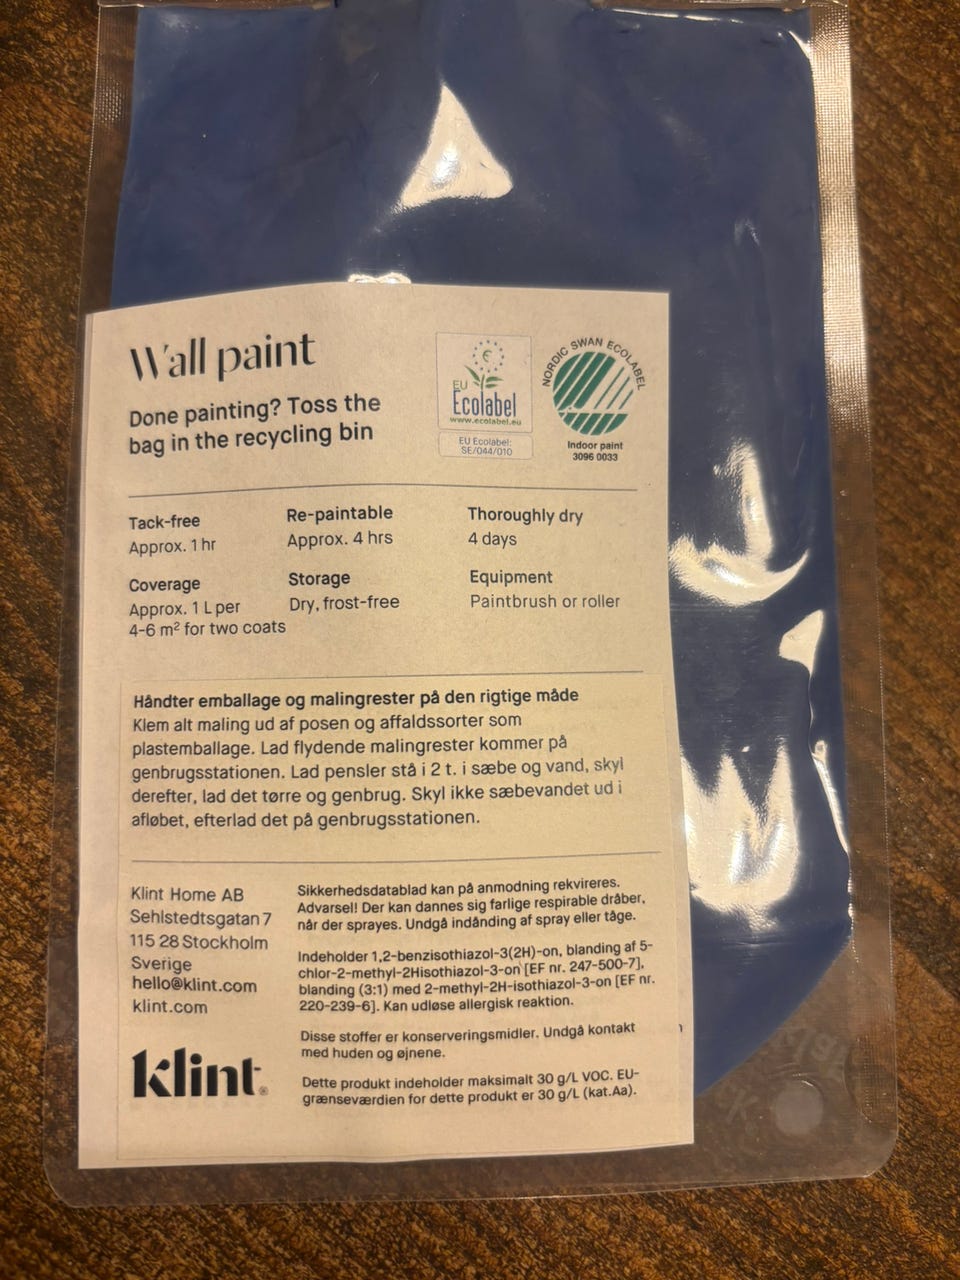 Wall paint
Done painting? Toss the
bag in the recycling bin
EU
Ecolabel
www.ecolabel.eu
EU Ecolabel:
SE/044/010
NORDIC SWAN ECOLABEL
Indoor paint
3096 0033
Tack-free
Approx. 1 hr
Re-paintable
Approx. 4 hrs
Thoroughly dry
4 days
Coverage
Approx. 1 L per
4-6 m² for two coats
Storage
Dry, frost-free
Equipment
Paintbrush or roller
Håndter emballage og malingrester på den rigtige måde
Klem alt maling ud af posen og affaldssorter som
plastemballage. Lad flydende malingrester kommer på
genbrugsstationen. Lad pensler stå i 2 t. i sæbe og vand, skyl
derefter, lad det tørre og genbrug. Skyl ikke sæbevandet ud i
afløbet, efterlad det på genbrugsstationen.
Klint Home AB
Sehlstedtsgatan 7
115 28 Stockholm
Sverige
hello@klint.com
klint.com
klint®
Sikkerhedsdatablad kan på anmodning rekvireres.
Advarsel! Der kan dannes sig farlige respirable dråber,
når der sprayes. Undgå indånding af spray eller tåge.
Indeholder 1,2-benzisothiazol-3(2H)-on, blanding af 5-
chlor-2-methyl-2Hisothiazol-3-on [EF nr. 247-500-7],
blanding (3:1) med 2-methyl-2H-isothiazol-3-on [EF nr.
220-239-6]. Kan udløse allergisk reaktion.
Disse stoffer er konserveringsmidler. Undgå kontakt
med huden og øjnene.
Dette produkt indeholder maksimalt 30 g/L VOC. EU-
grænseværdien for dette produkt er 30 g/L (kat.Aa).